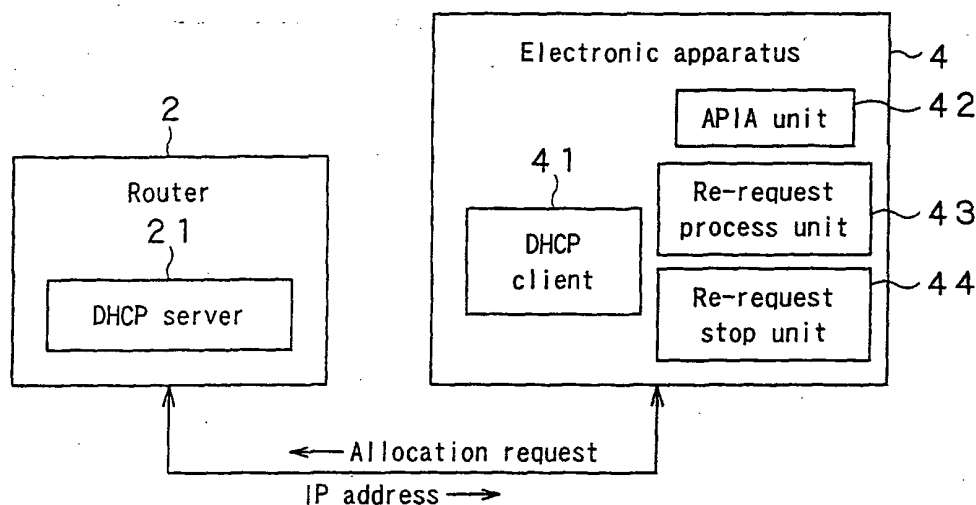 Electronic apparatus
4
APIA unit
42
2
Router
21
DHCP server
41
DHCP
client
Re-request
process unit
43
Re-request
stop unit
44
← Allocation request
IP address →